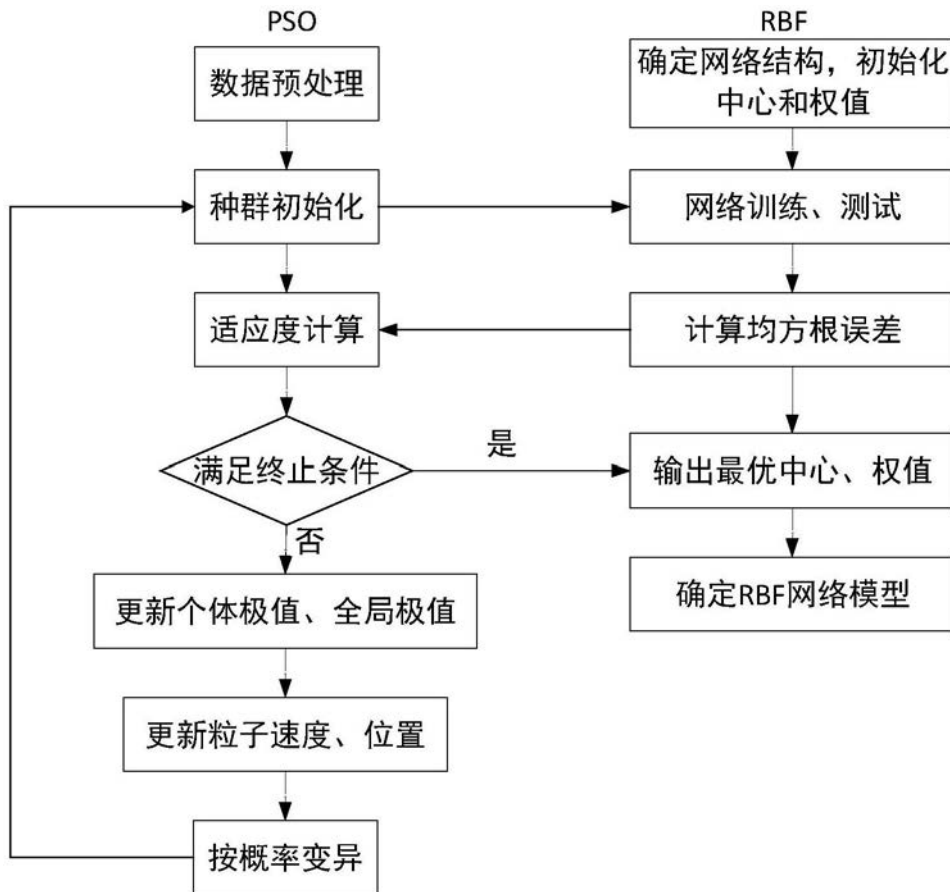 PSO
数据预处理
种群初始化
适应度计算
满足终止条件
是
否
更新个体极值、全局极值
更新粒子速度、位置
按概率变异
RBF
确定网络结构，初始化
中心和权值
网络训练、测试
计算均方根误差
输出最优中心、权值
确定RBF网络模型